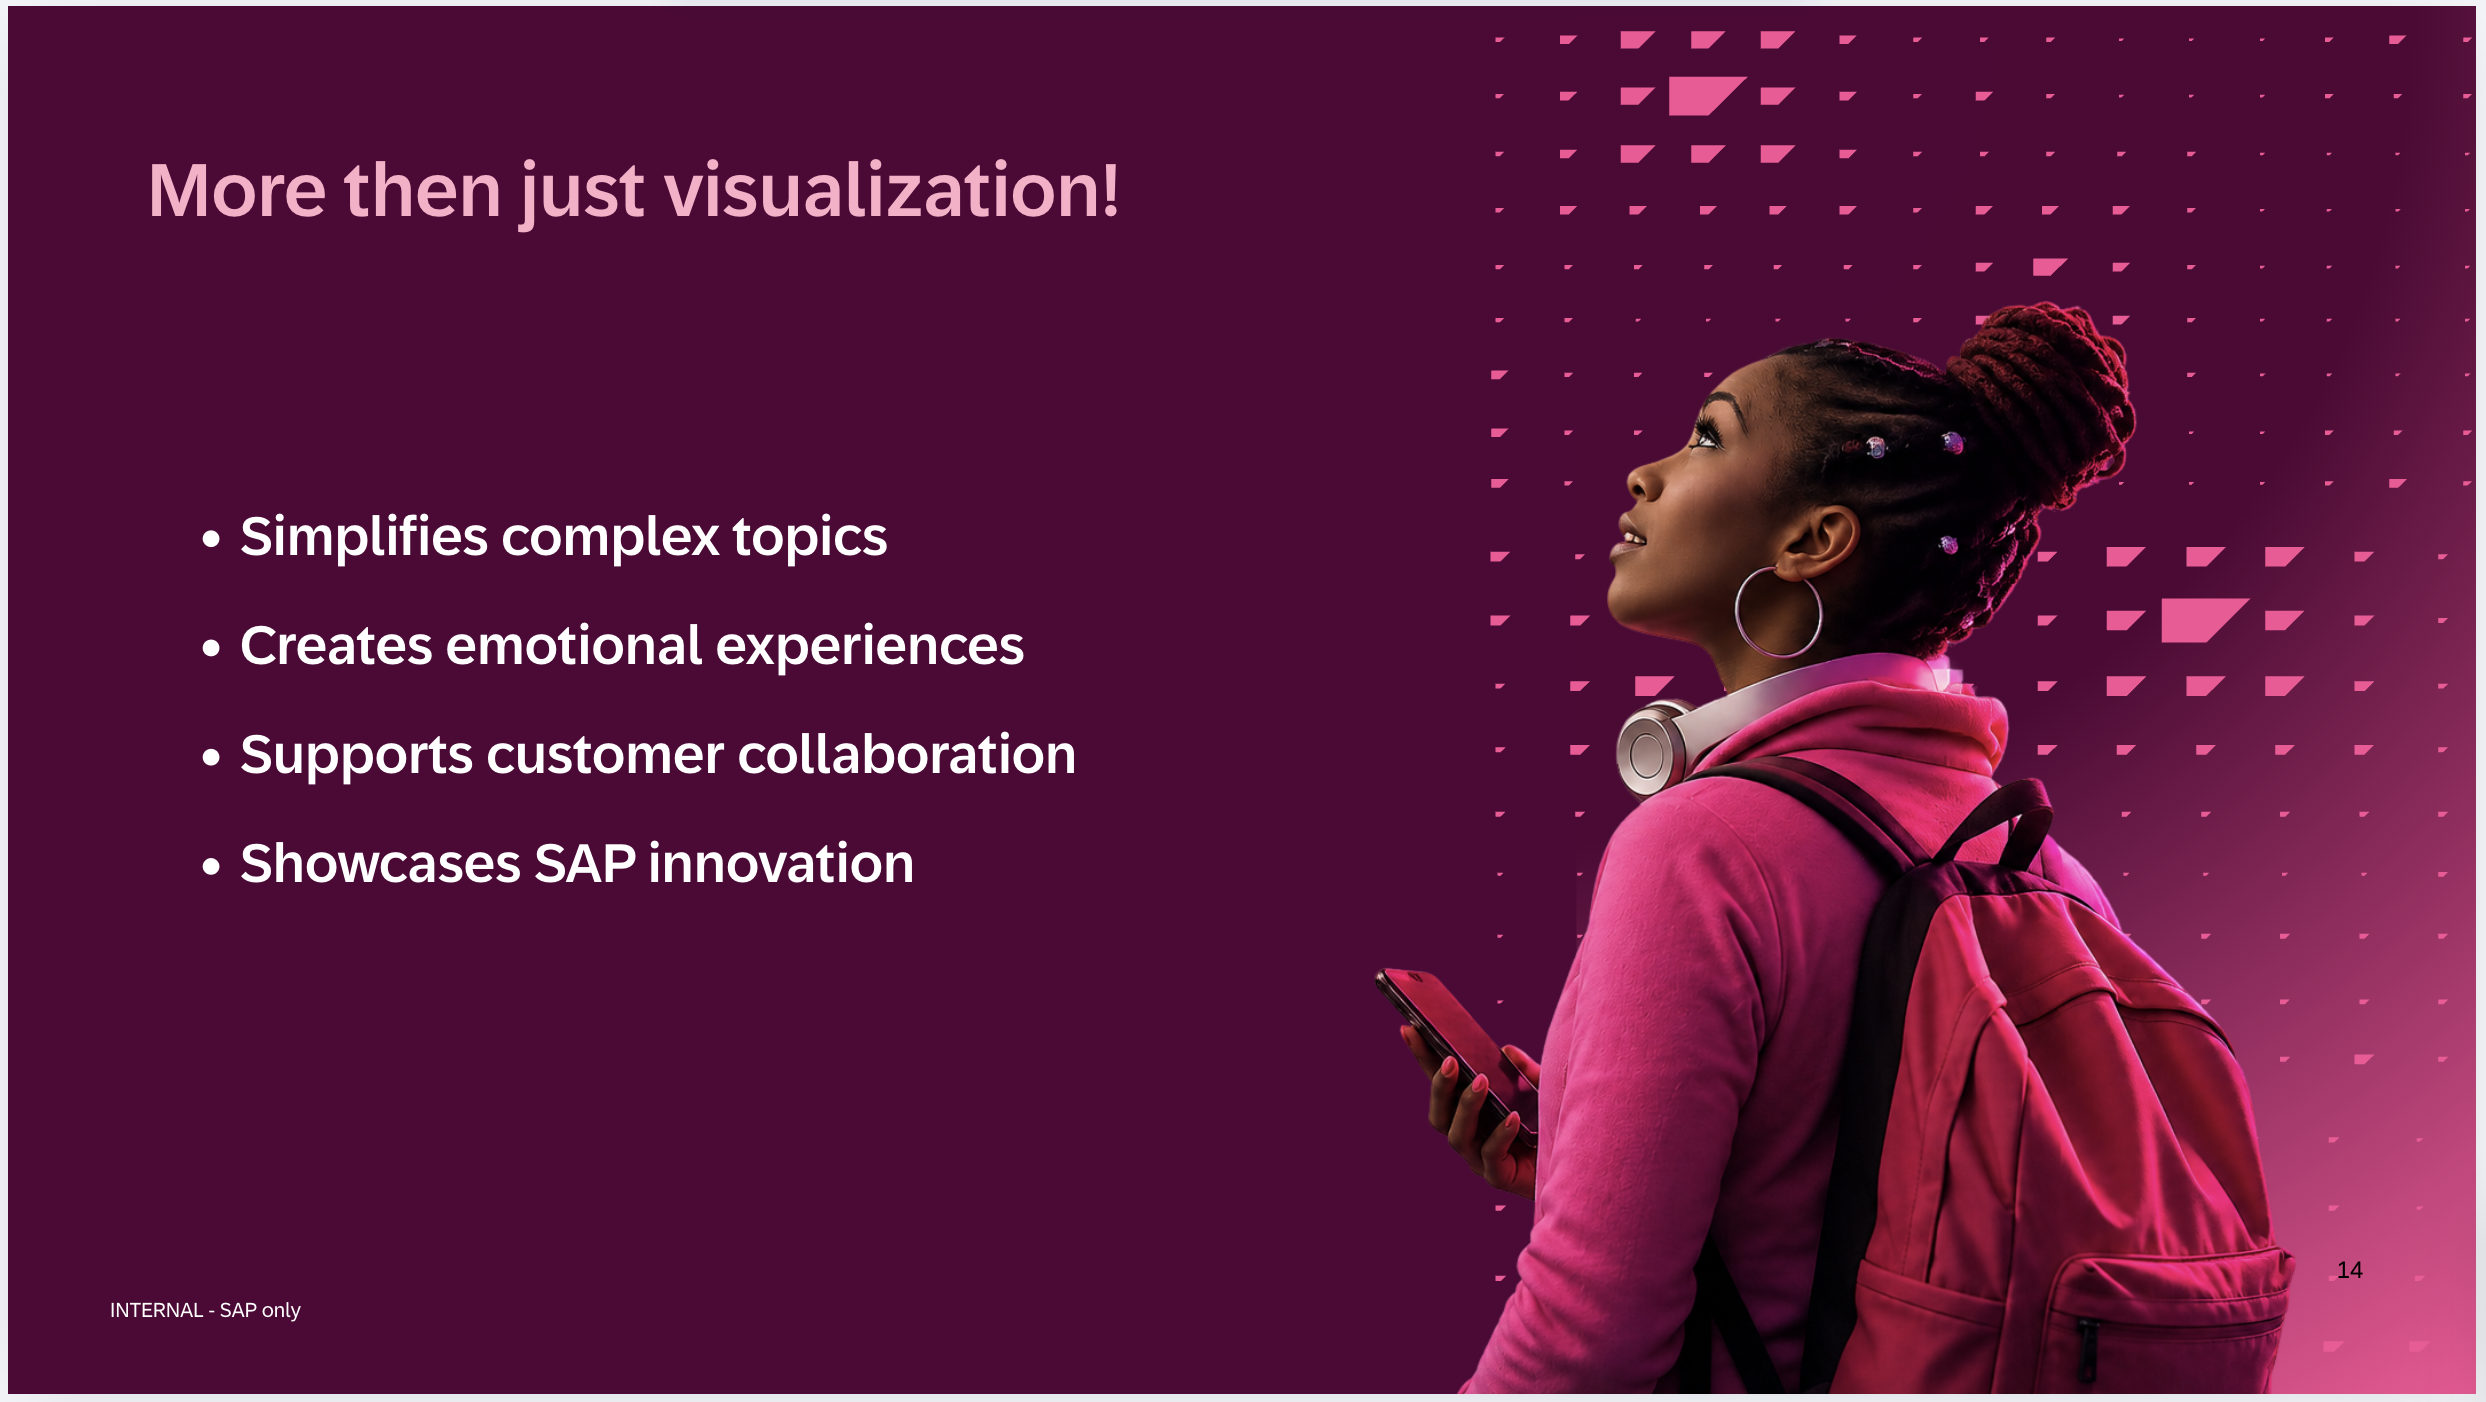 More then just visualization!
• Simplifies complex topics
• Creates emotional experiences
• Supports customer collaboration
• Showcases SAP innovation
14
INTERNAL - SAP only